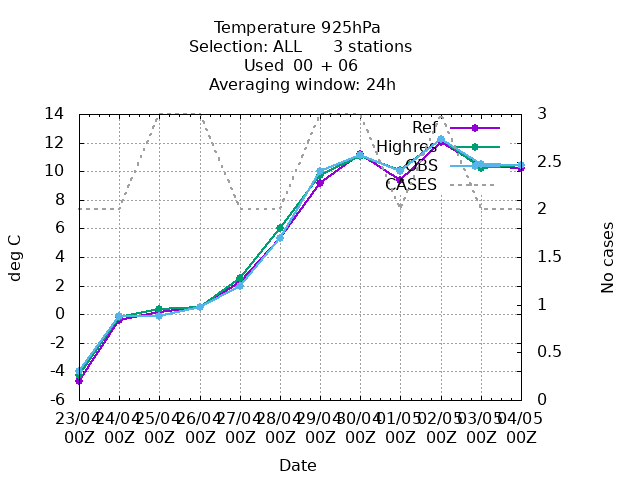 Temperature 925hPa
Selection: ALL 3 stations
Used 00 + 06
Averaging window: 24h
14
12
10
8
6
4
2
0
-2
-4
-6
deg C
3
2.5
2
1.5
1
0.5
0
No cases
Ref
Highres
OBS
CASES
23/04 24/04 25/04 26/04 27/04 28/04 29/04 30/04 01/05 02/05 03/05 04/05
00Z 00Z 00Z 00Z 00Z 00Z 00Z 00Z 00Z 00Z 00Z 00Z
Date